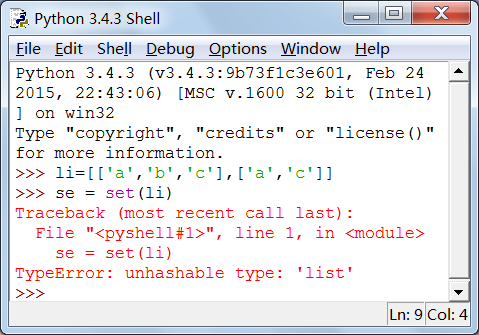 Python 3.4.3 Shell
File Edit Shell Debug Options Window Help
Python 3.4.3 (v3.4.3:9b73f1c3e601, Feb 24
2015, 22:43:06) [MSC v.1600 32 bit (Intel)
] on win32
Type "copyright", "credits" or "license()"
for more information.
>>> li=[['a','b','c'],['a','c']]
>>> se = set(li)
Traceback (most recent call last):
  File "<pyshell#1>", line 1, in <module>
    se = set(li)
TypeError: unhashable type: 'list'
>>>
Ln: 9 Col: 4